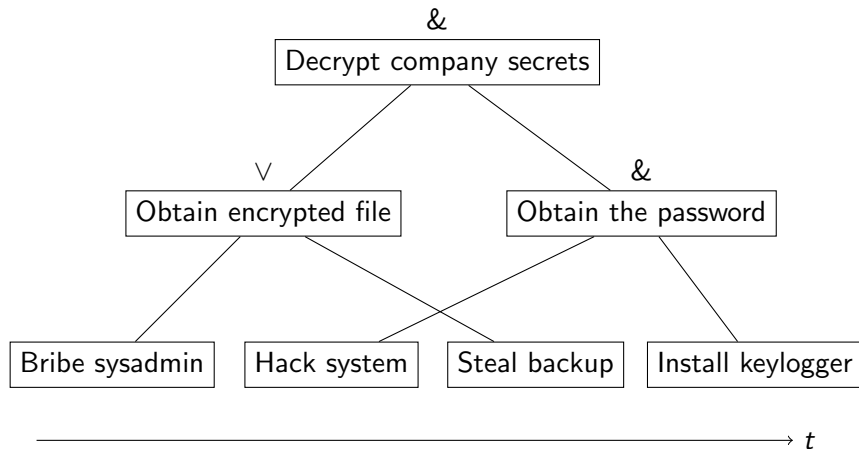 &
Decrypt company secrets
∨ &
Obtain encrypted file Obtain the password
Bribe sysadmin Hack system Steal backup Install keylogger
t